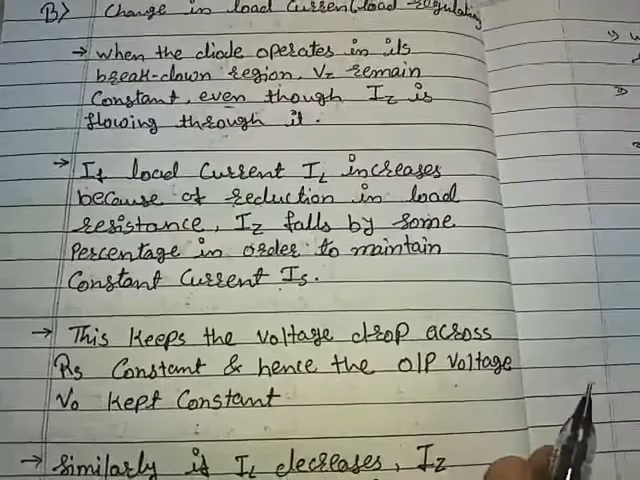 B> Change in load current (load regulating
→ when the diode operates in its
break-down region, Vz remain
Constant, even though Iz is
flowing through it.
→ If load current IL increases
because of reduction in load
resistance, Iz falls by some
percentage in order to maintain
Constant current Is.
→ This keeps the voltage drop across
Rs Constant & hence the O/P voltage
Vo kept Constant
→ Similarly if IL decreases, Iz